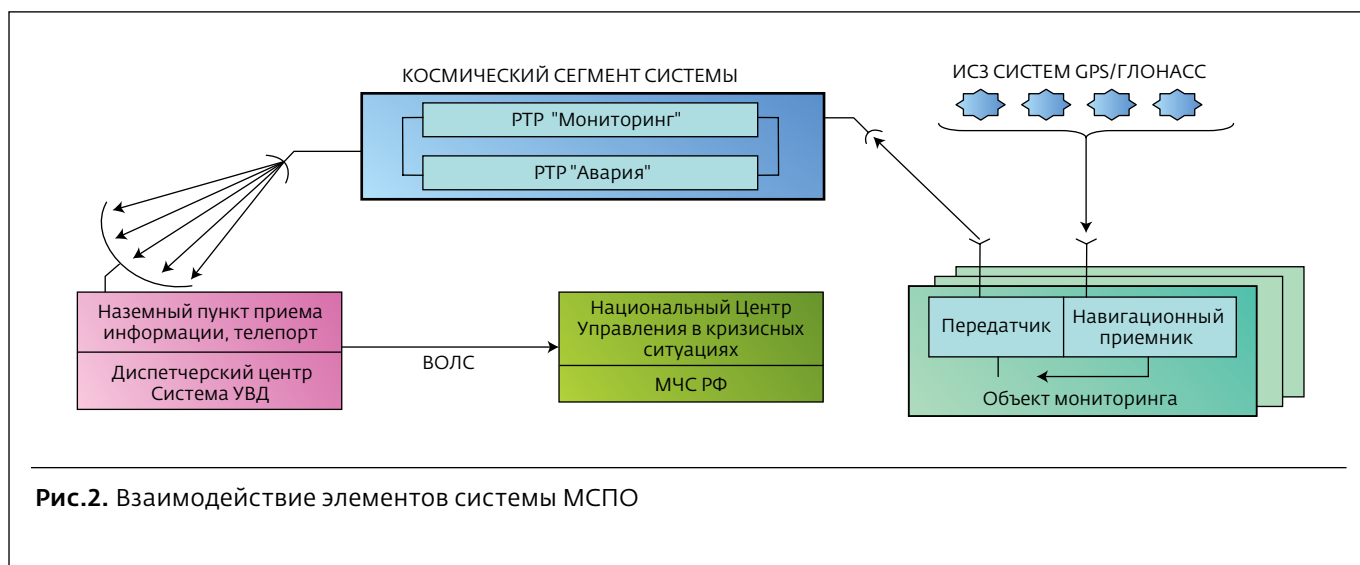 КОСМИЧЕСКИЙ СЕГМЕНТ СИСТЕМЫ
РТР "Мониторинг"
РТР "Авария"
ИСЗ СИСТЕМ GPS/ГЛОНАСС
Наземный пункт приема
информации, телепорт
Диспетчерский центр
Система УВД
ВОЛС
Национальный Центр
Управления в кризисных
ситуациях
МЧС РФ
Передатчик
Навигационный
приемник
Объект мониторинга
Рис.2. Взаимодействие элементов системы МСПО